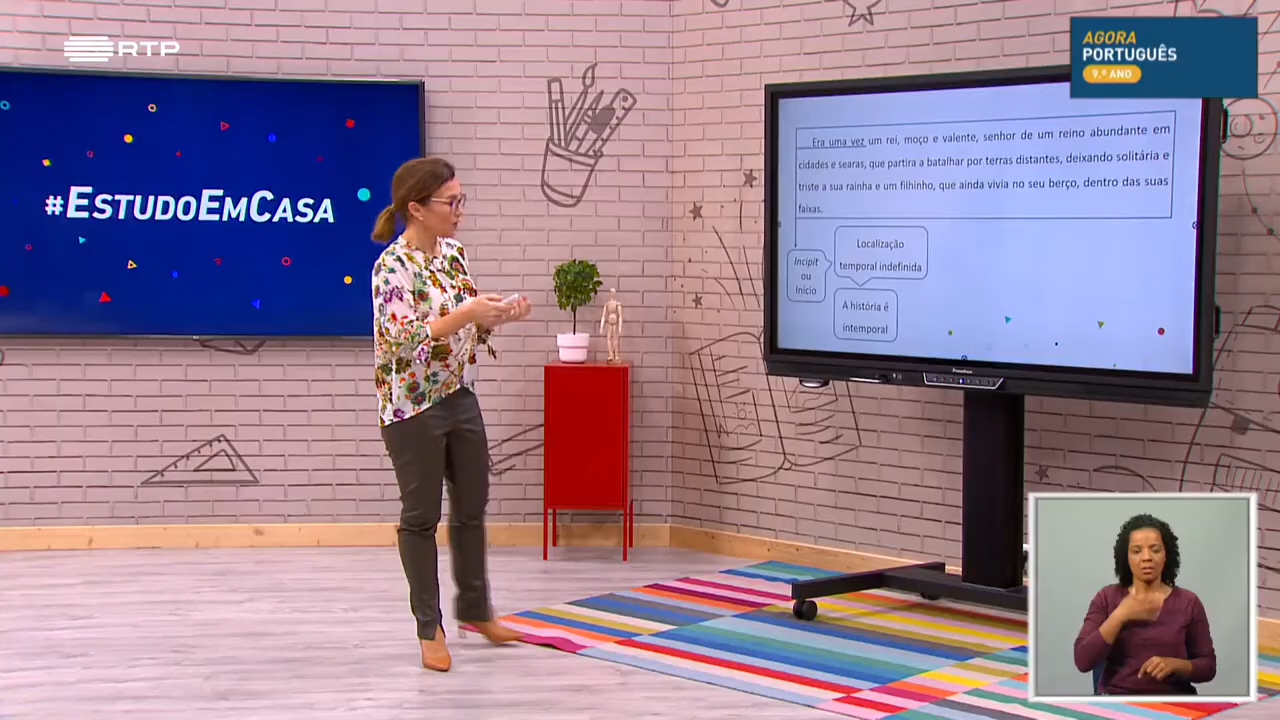 RTP
AGORA
PORTUGUÊS
9.º ANO
#ESTUDOEMCASA
Era uma vez um rei, moço e valente, senhor de um reino abundante em
cidades e searas, que partira a batalhar por terras distantes, deixando solitária e
triste a sua rainha e um filhinho, que ainda vivia no seu berço, dentro das suas
faixas.
Incipit
ou
Início
Localização
temporal indefinida
A história é
intemporal